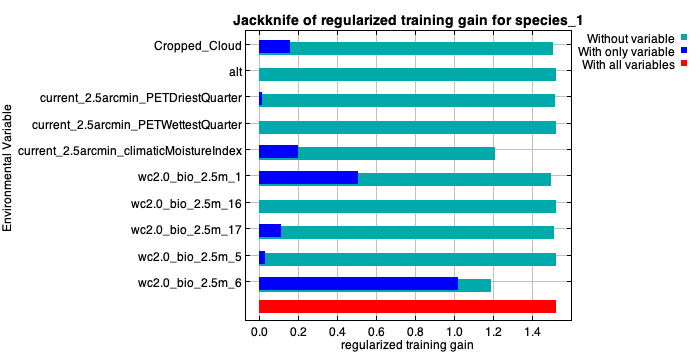 Jackknife of regularized training gain for species_1
Without variable
With only variable
With all variables
Environmental Variable
Cropped_Cloud
alt
current_2.5arcmin_PETDriestQuarter
current_2.5arcmin_PETWettestQuarter
current_2.5arcmin_climaticMoistureIndex
wc2.0_bio_2.5m_1
wc2.0_bio_2.5m_16
wc2.0_bio_2.5m_17
wc2.0_bio_2.5m_5
wc2.0_bio_2.5m_6
0.0 0.2 0.4 0.6 0.8 1.0 1.2 1.4
regularized training gain